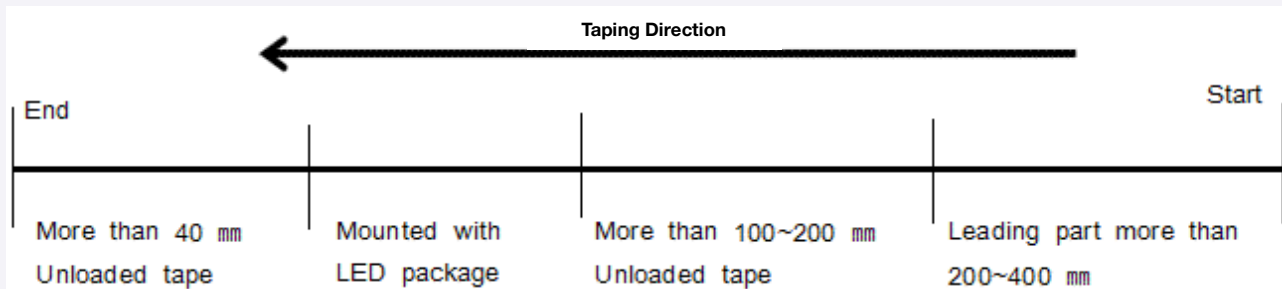 Taping Direction
End
Start
More than 40 ㎜
Unloaded tape
Mounted with
LED package
More than 100~200 ㎜
Unloaded tape
Leading part more than
200~400 ㎜